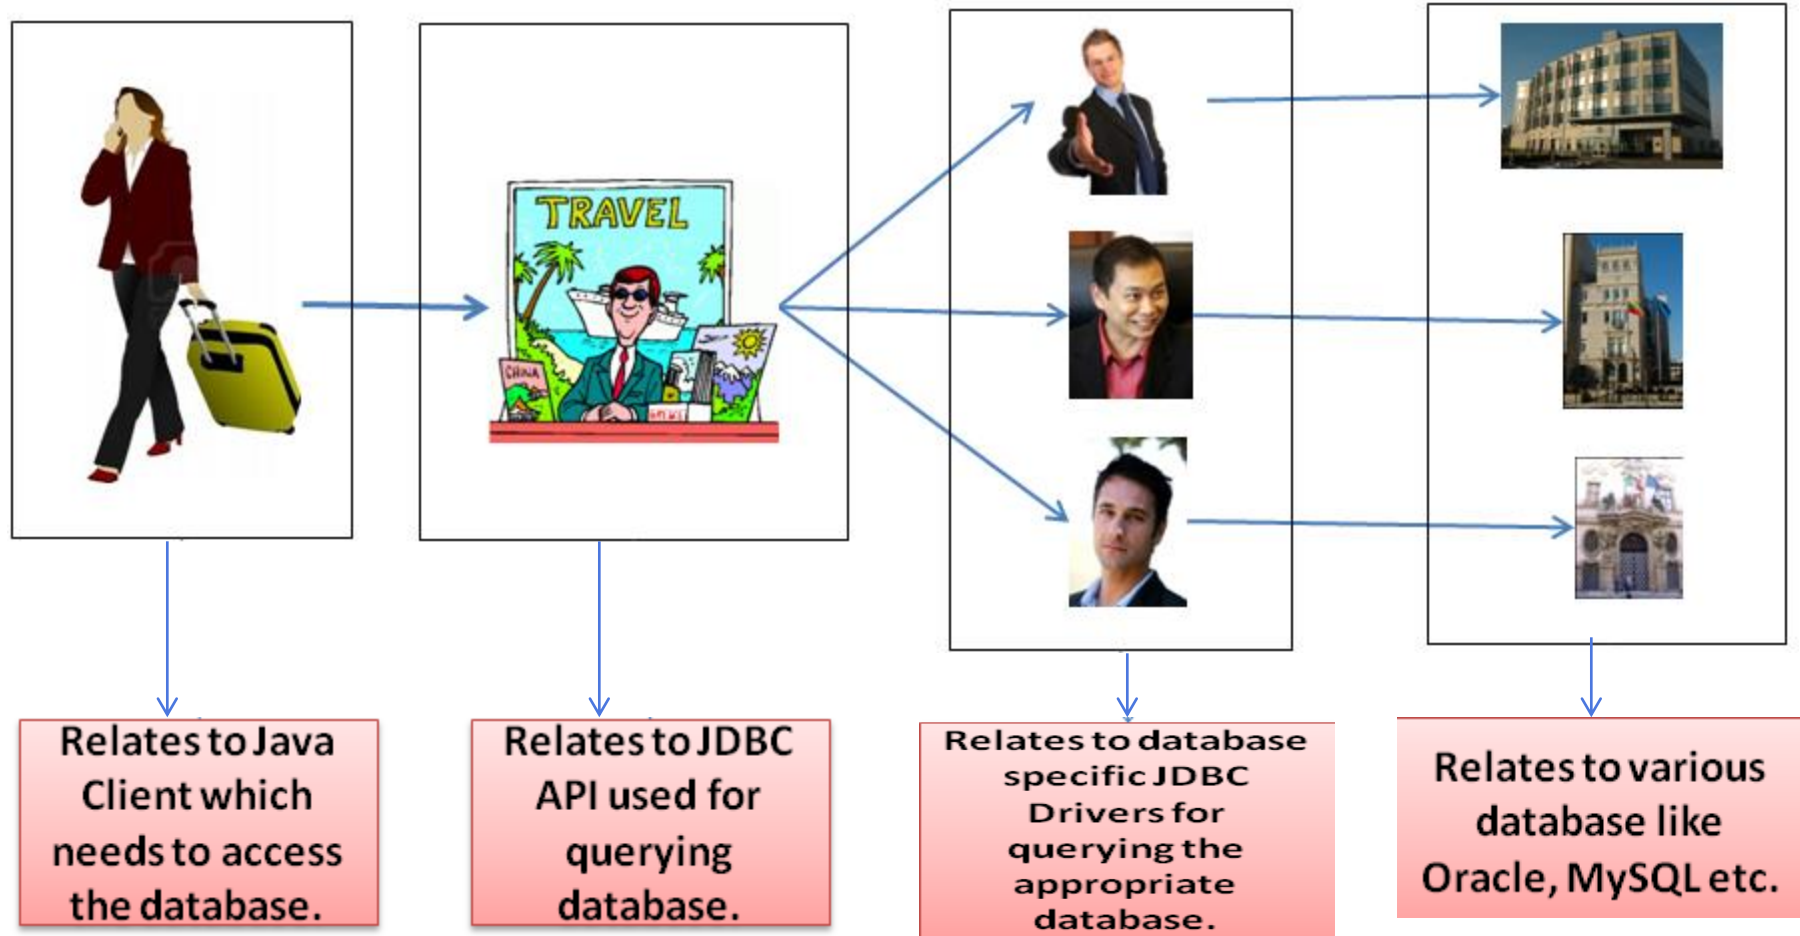 TRAVEL
CHINA
Relates to Java
Client which
needs to access
the database.
Relates to JDBC
API used for
querying
database.
Relates to database
specific JDBC
Drivers for
querying the
appropriate
database.
Relates to various
database like
Oracle, MySQL etc.